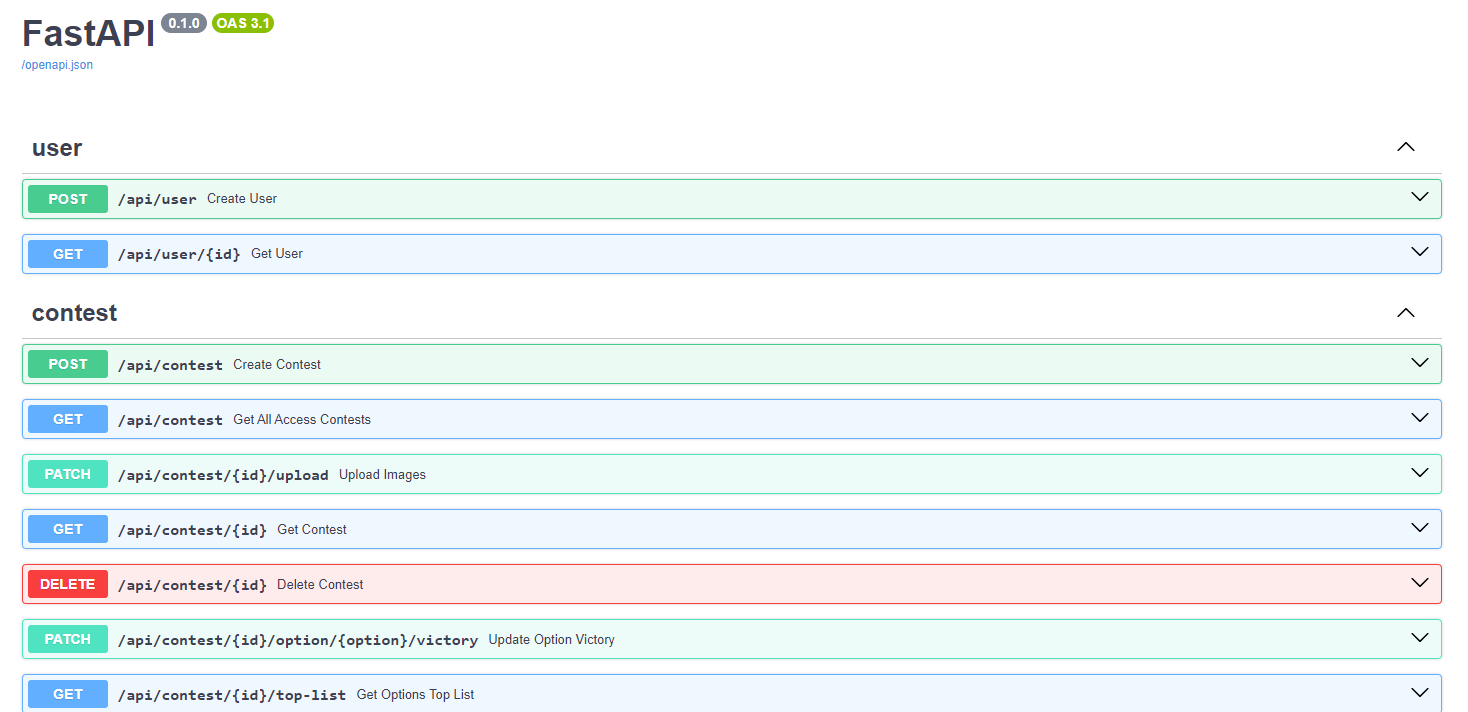 FastAPI 0.1.0 OAS 3.1
/openapi.json
user
POST /api/user Create User
GET /api/user/{id} Get User
contest
POST /api/contest Create Contest
GET /api/contest Get All Access Contests
PATCH /api/contest/{id}/upload Upload Images
GET /api/contest/{id} Get Contest
DELETE /api/contest/{id} Delete Contest
PATCH /api/contest/{id}/option/{option}/victory Update Option Victory
GET /api/contest/{id}/top-list Get Options Top List